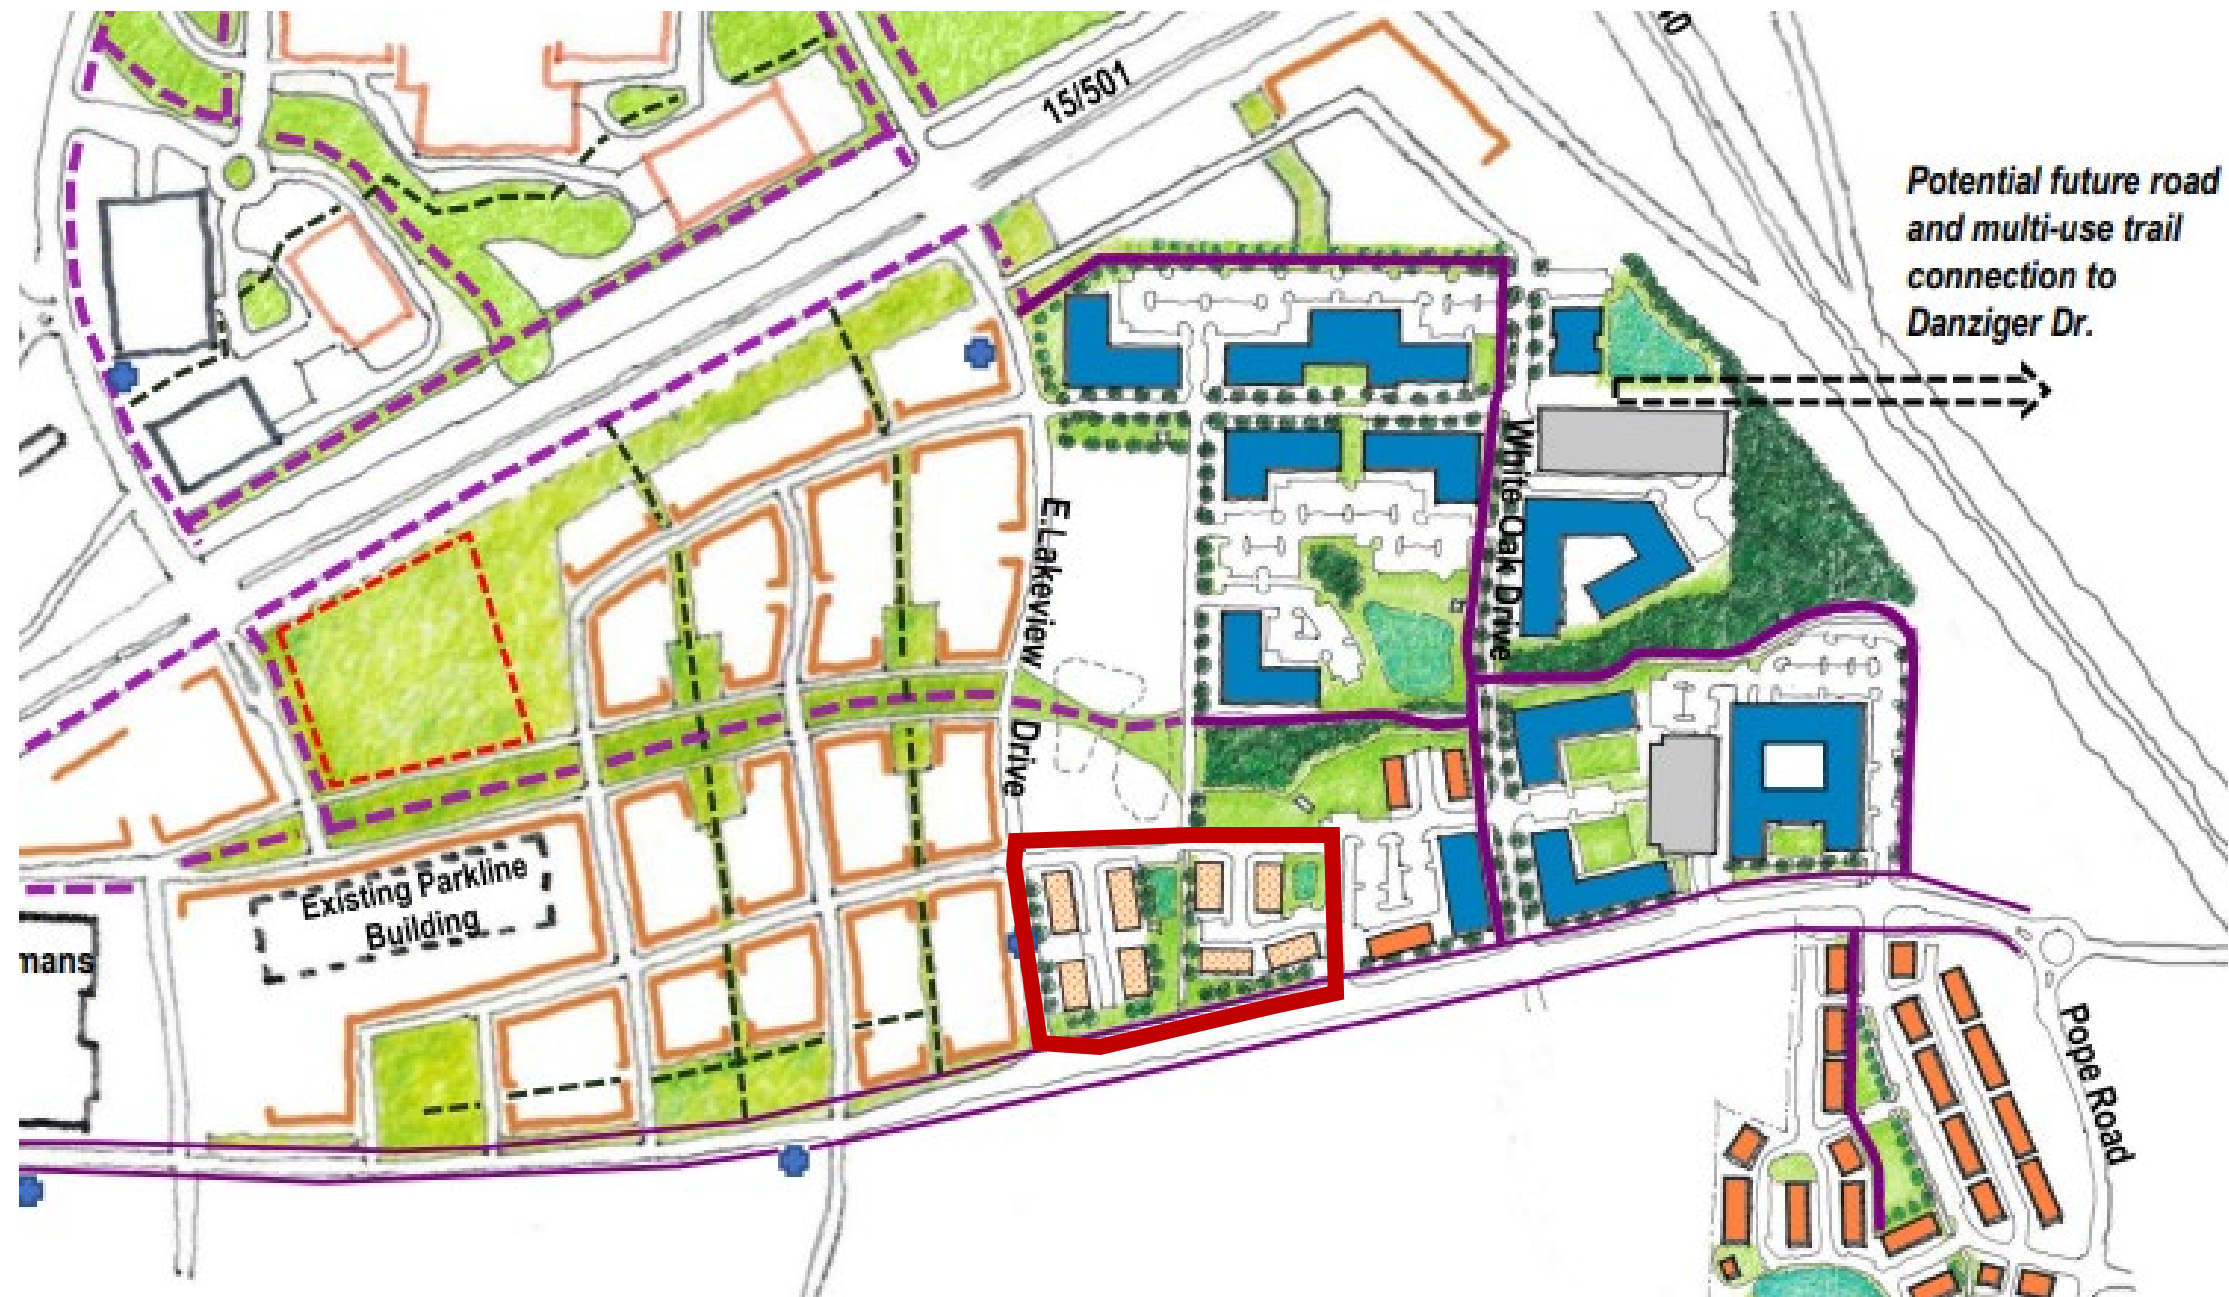 15/501
40
Potential future road
and multi-use trail
connection to
Danziger Dr.
White Oak Drive
E. Lakeview Drive
Existing Parkline
Building
mans
Pope Road